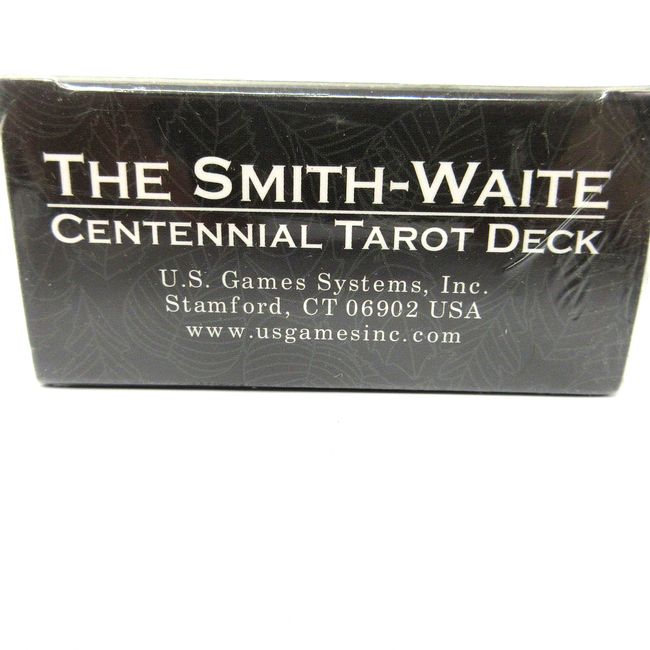 THE SMITH-WAITE
CENTENNIAL TAROT DECK
U.S. Games Systems, Inc.
Stamford, CT 06902 USA
www.usgamesinc.com